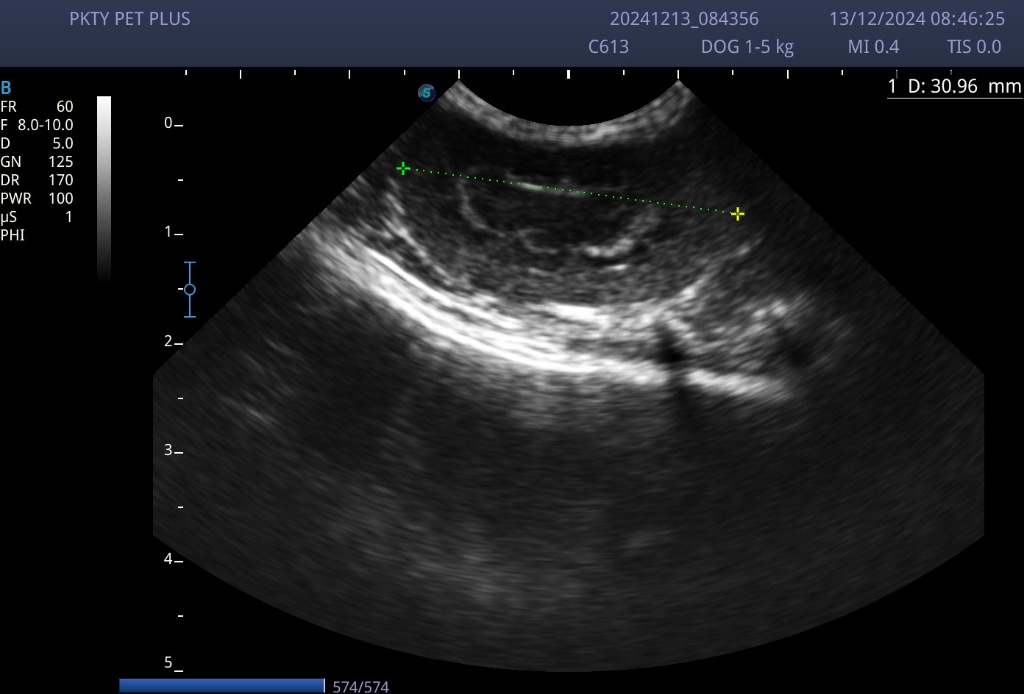 PKTY PET PLUS
20241213_084356
13/12/2024 08:46:25
C613
DOG 1-5 kg
MI 0.4
TIS 0.0
B
1 D: 30.96 mm
FR 60
F 8.0-10.0
D 5.0
GN 125
DR 170
PWR 100
µS 1
PHI
S
0
1
2
3
4
5
574/574